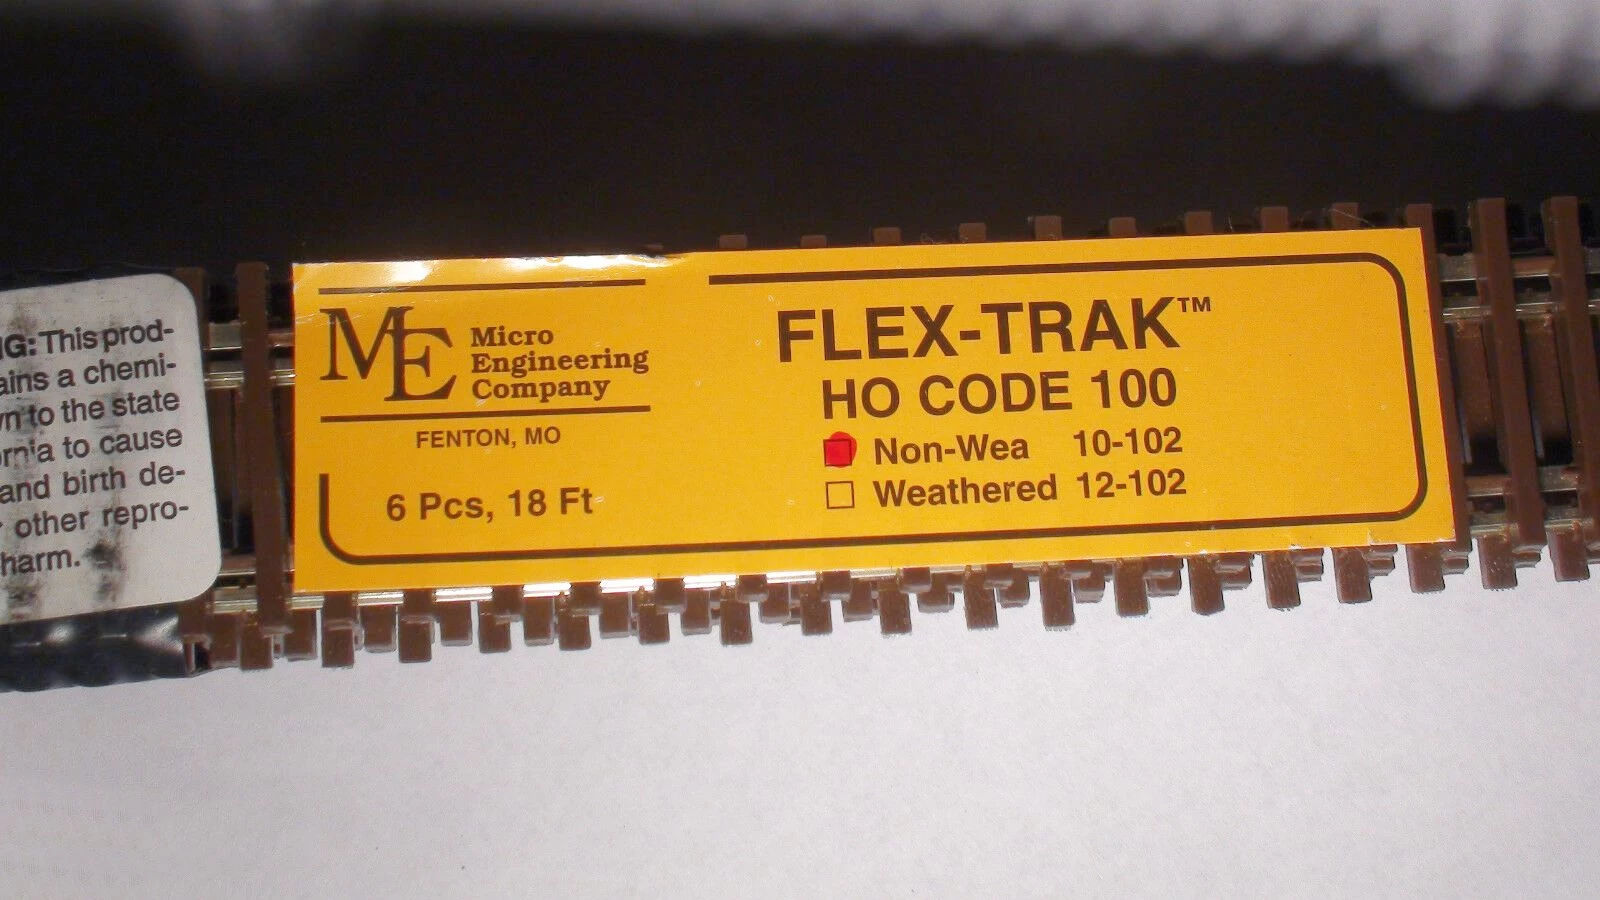 G: This prod-
ains a chemi-
n to the state
rnia to cause
and birth de-
other repro-
harm.
ME
Micro
Engineering
Company
FENTON, MO
6 Pcs, 18 Ft
FLEX-TRAK™
HO CODE 100
Non-Wea 10-102
Weathered 12-102